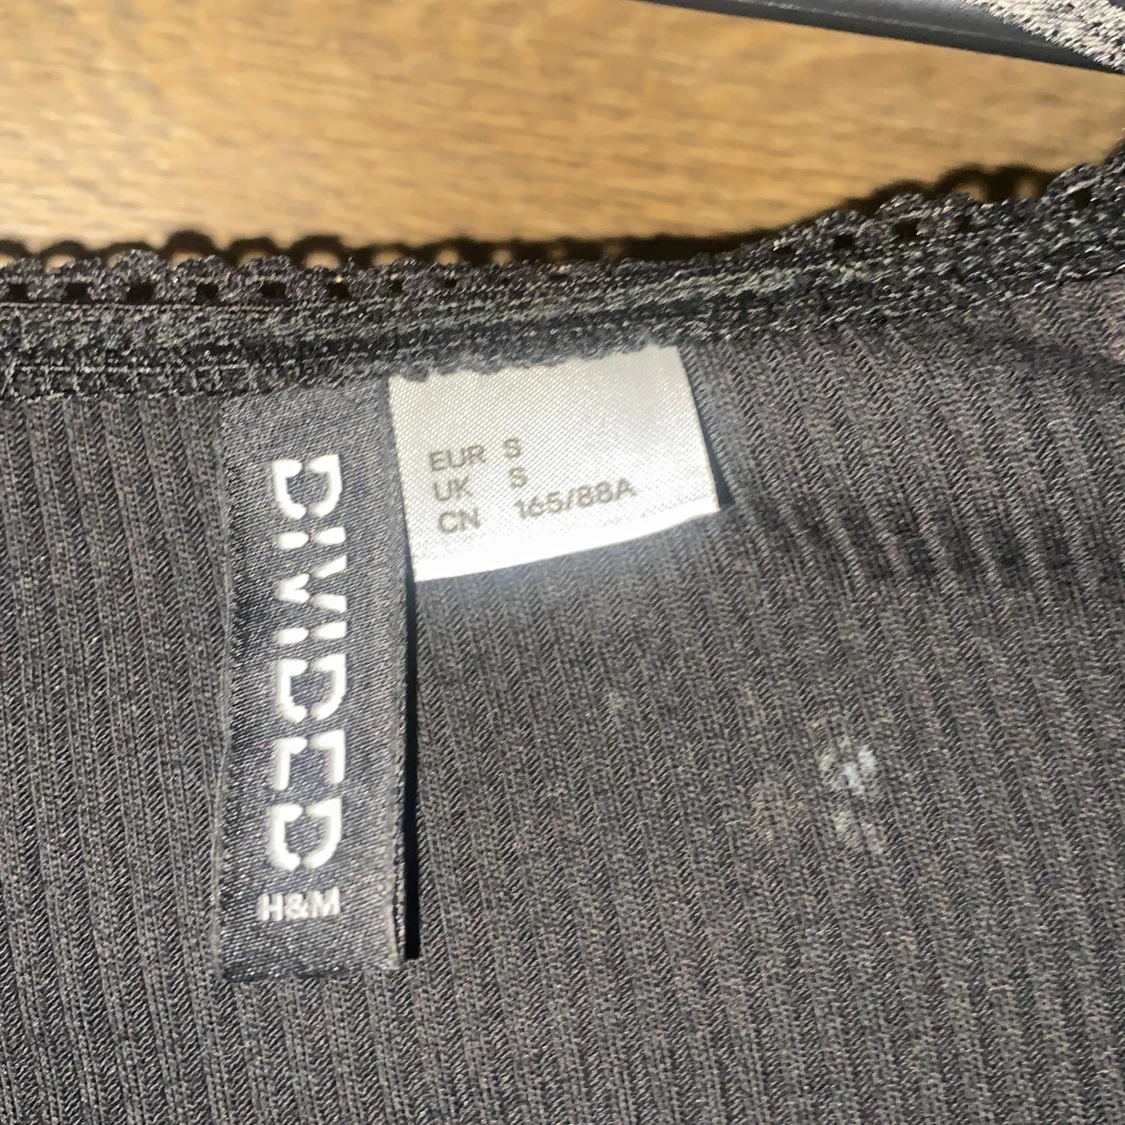 DIVIDED
H&M
EUR S
UK S
CN 165/88A